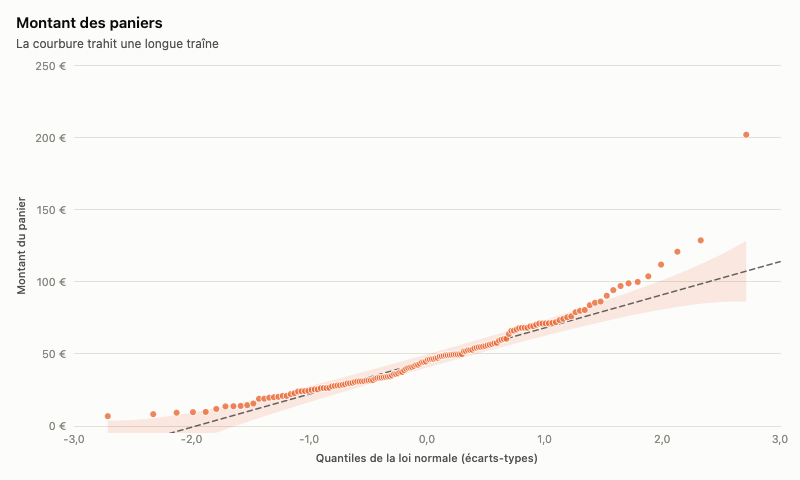 Montant des paniers
La courbure trahit une longue traîne
250 €
200 €
150 €
100 €
50 €
0 €
Montant du panier
-3,0 -2,0 -1,0 0,0 1,0 2,0 3,0
Quantiles de la loi normale (écarts-types)